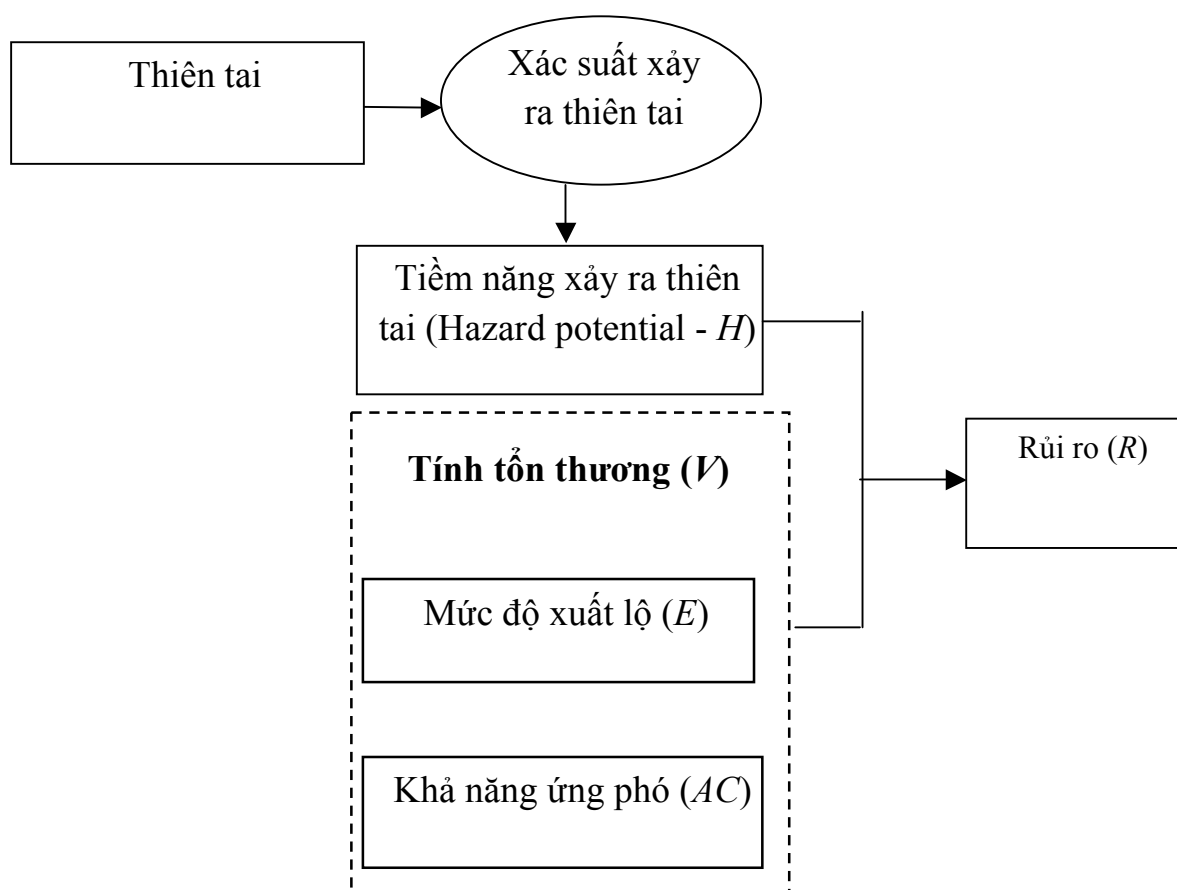 Thiên tai
Xác suất xảy
ra thiên tai
Tiềm năng xảy ra thiên
tai (Hazard potential - H)
Tính tổn thương (V)
Rủi ro (R)
Mức độ xuất lộ (E)
Khả năng ứng phó (AC)